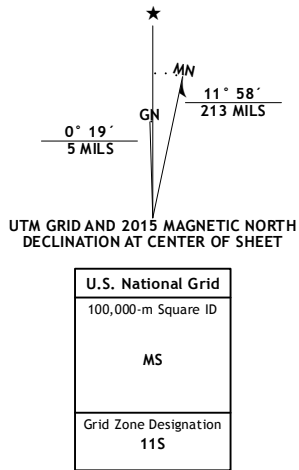 ★
MN
GN
11° 58´
213 MILS
0° 19´
5 MILS
UTM GRID AND 2015 MAGNETIC NORTH
DECLINATION AT CENTER OF SHEET
U.S. National Grid
100,000-m Square ID
MS
Grid Zone Designation
11S